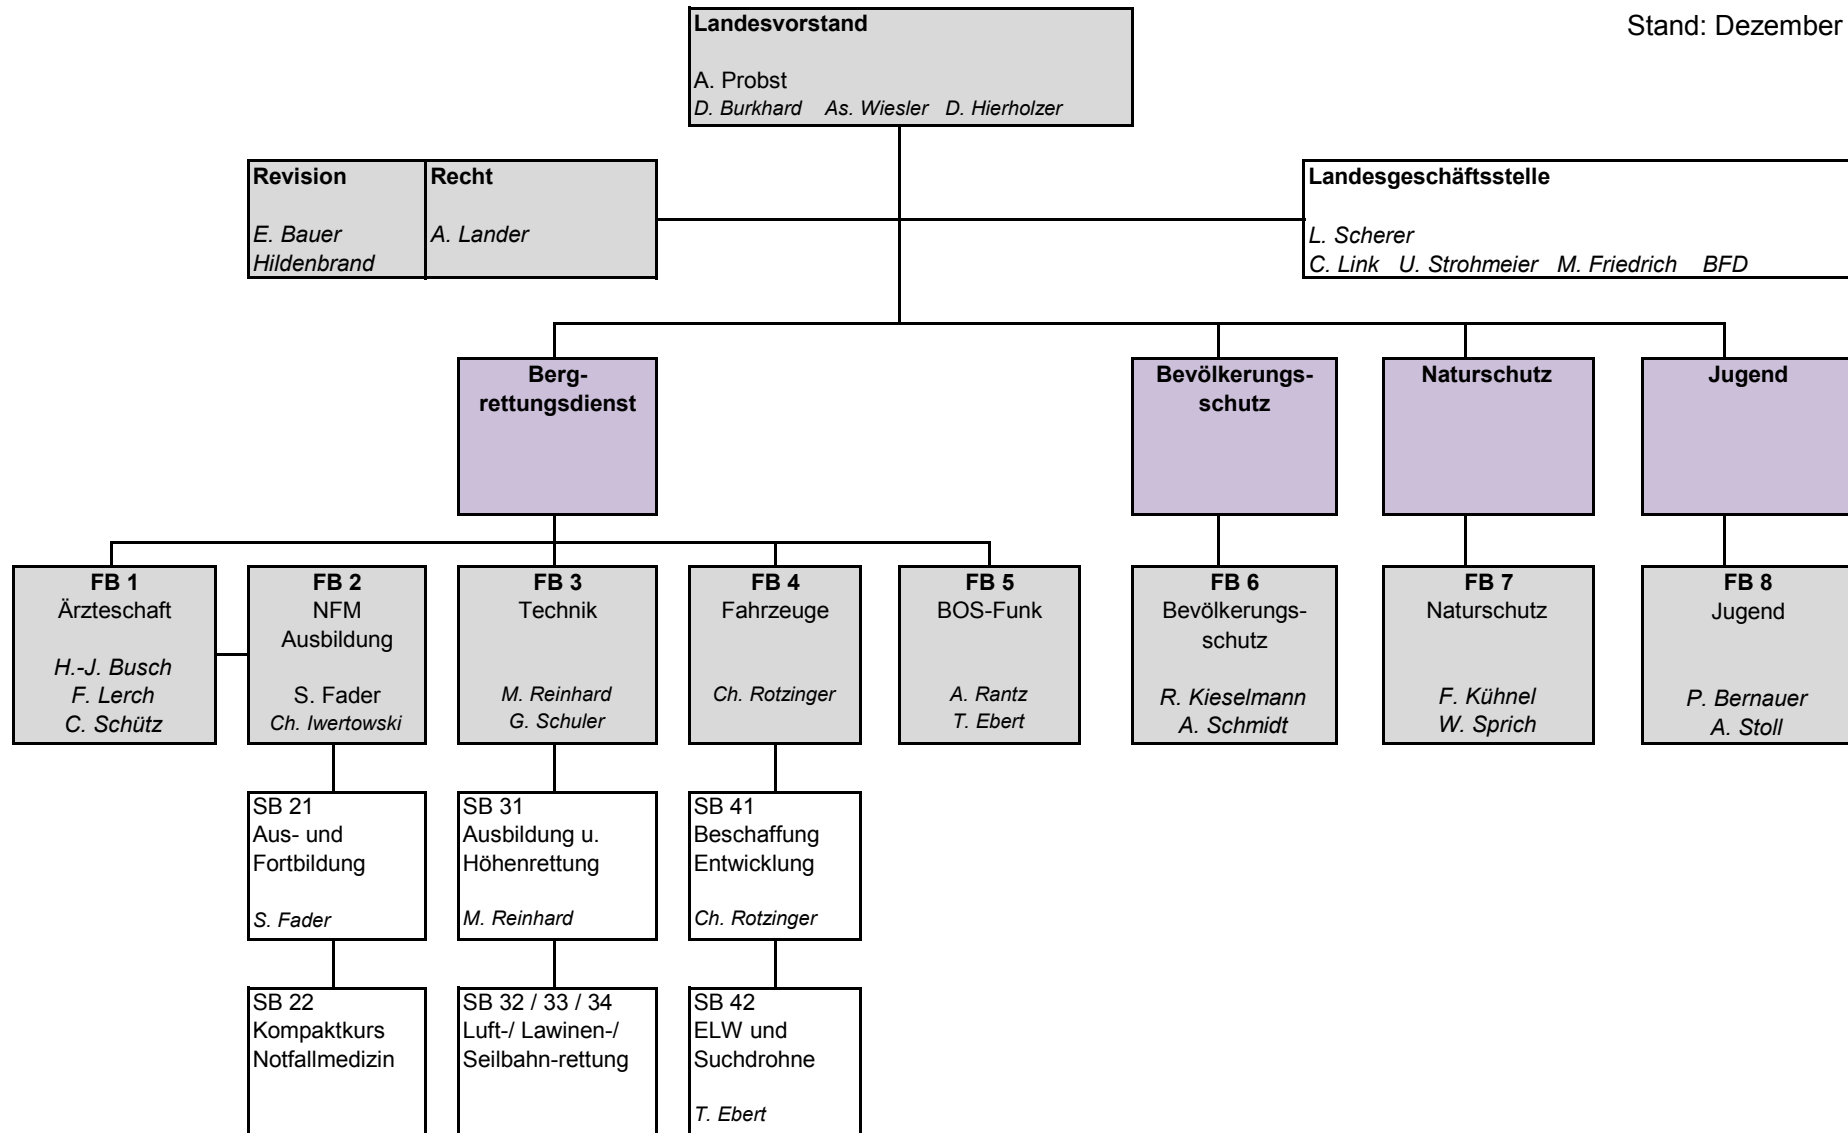 Landesvorstand
Stand: Dezember
A. Probst
D. Burkhard As. Wiesler D. Hierholzer
Revision
E. Bauer
Hildenbrand
Recht
A. Lander
Landesgeschäftsstelle
L. Scherer
C. Link U. Strohmeier M. Friedrich BFD
Berg-
rettungsdienst
Bevölkerungs-
schutz
Naturschutz
Jugend
FB 1
Ärzteschaft
H.-J. Busch
F. Lerch
C. Schütz
FB 2
NFM
Ausbildung
S. Fader
Ch. Iwertowski
FB 3
Technik
M. Reinhard
G. Schuler
FB 4
Fahrzeuge
Ch. Rotzinger
FB 5
BOS-Funk
A. Rantz
T. Ebert
FB 6
Bevölkerungs-
schutz
R. Kieselmann
A. Schmidt
FB 7
Naturschutz
F. Kühnel
W. Sprich
FB 8
Jugend
P. Bernauer
A. Stoll
SB 21
Aus- und
Fortbildung
S. Fader
SB 31
Ausbildung u.
Höhenrettung
M. Reinhard
SB 41
Beschaffung
Entwicklung
Ch. Rotzinger
SB 22
Kompaktkurs
Notfallmedizin
SB 32 / 33 / 34
Luft-/ Lawinen-/
Seilbahn-rettung
SB 42
ELW und
Suchdrohne
T. Ebert